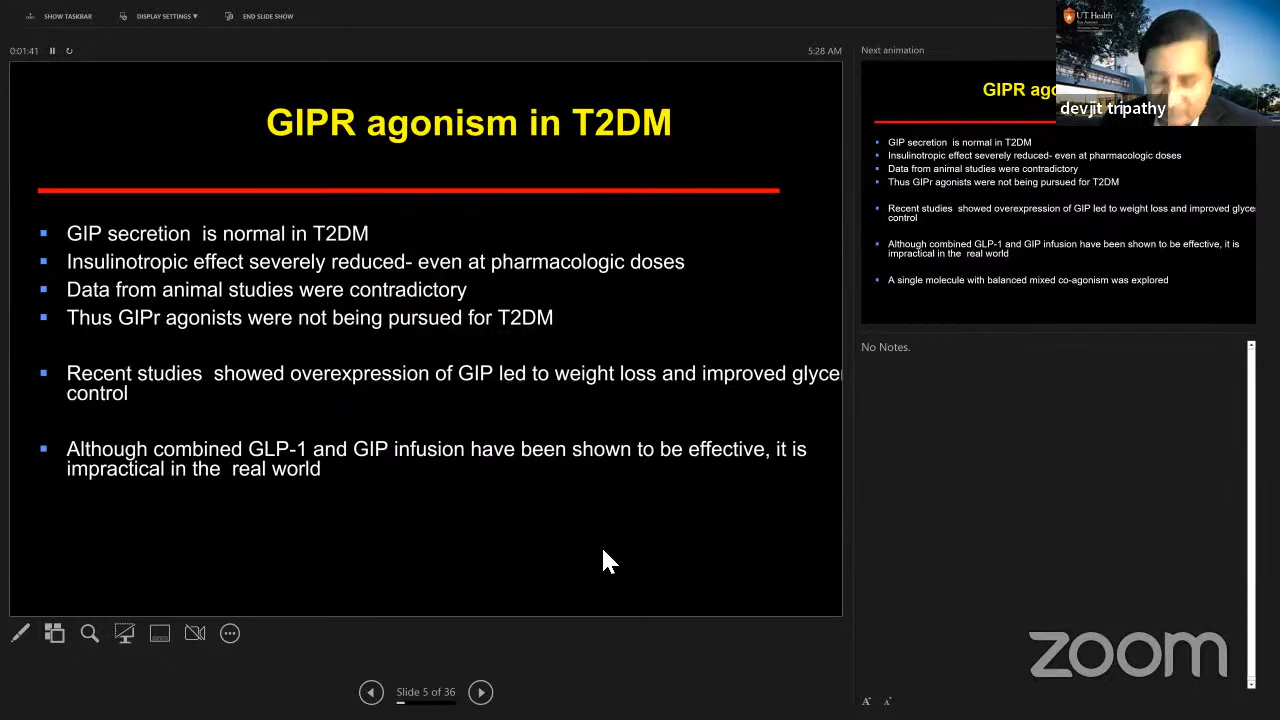 SHOW TASKBAR
DISPLAY SETTINGS ▼
END SLIDE SHOW
0:01:41
5:28 AM
GIPR agonism in T2DM
GIP secretion is normal in T2DM
Insulinotropic effect severely reduced- even at pharmacologic doses
Data from animal studies were contradictory
Thus GIPr agonists were not being pursued for T2DM
Recent studies showed overexpression of GIP led to weight loss and improved glycer
control
Although combined GLP-1 and GIP infusion have been shown to be effective, it is
impractical in the real world
Slide 5 of 36
Next animation
UT Health
devjit tripathy
GIPR ago
GIP secretion is normal in T2DM
Insulinotropic effect severely reduced- even at pharmacologic doses
Data from animal studies were contradictory
Thus GIPr agonists were not being pursued for T2DM
Recent studies showed overexpression of GIP led to weight loss and improved glyce
control
Although combined GLP-1 and GIP infusion have been shown to be effective, it is
impractical in the real world
A single molecule with balanced mixed co-agonism was explored
No Notes.
zoom
A A